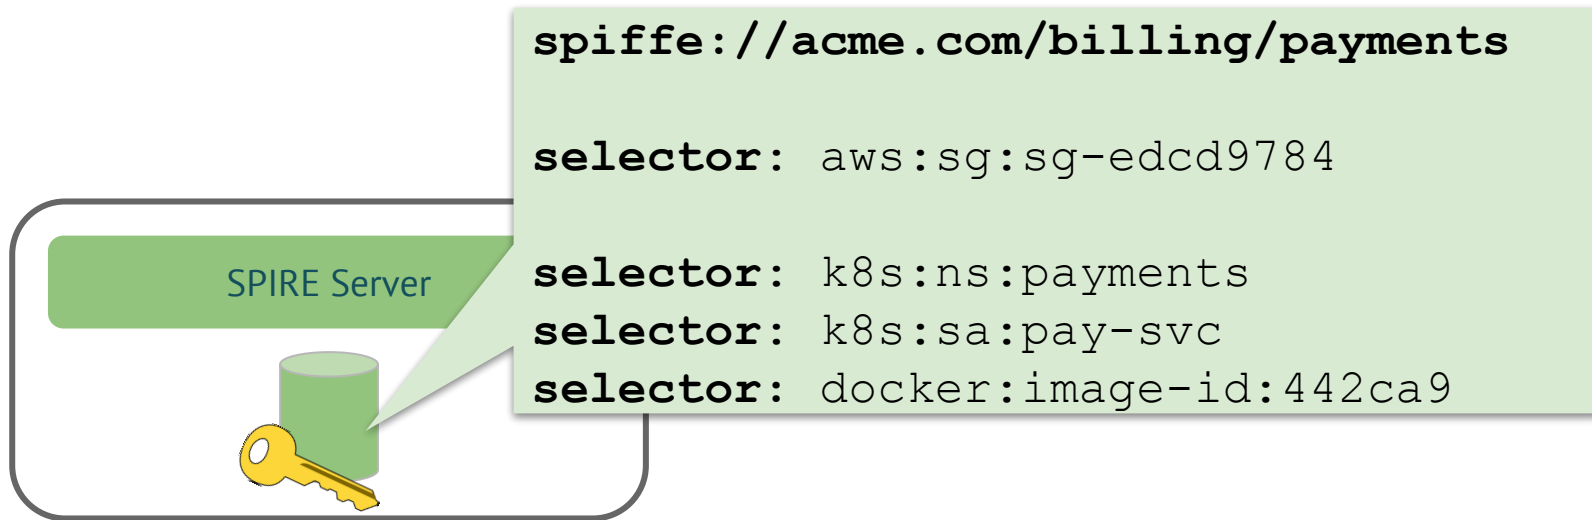 spiffe://acme.com/billing/payments
selector: aws:sg:sg-edcd9784
selector: k8s:ns:payments
selector: k8s:sa:pay-svc
selector: docker:image-id:442ca9
SPIRE Server